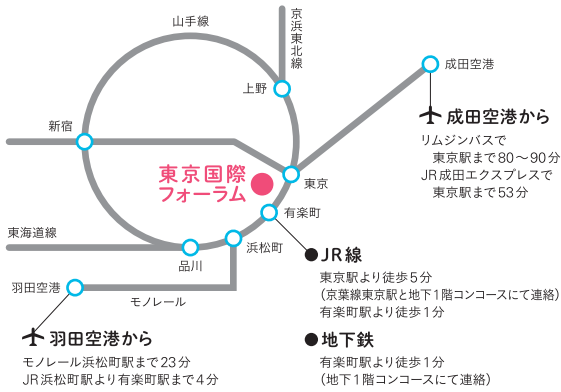 山手線
京浜東北線
上野
成田空港
成田空港から
リムジンバスで
東京駅まで80〜90分
JR成田エクスプレスで
東京駅まで53分
新宿
東京国際
フォーラム
東京
有楽町
東海道線
浜松町
品川
JR線
東京駅より徒歩5分
（京葉線東京駅と地下1階コンコースにて連絡）
有楽町駅より徒歩1分
羽田空港
モノレール
羽田空港から
モノレール浜松町駅まで23分
JR浜松町駅より有楽町駅まで4分
地下鉄
有楽町駅より徒歩1分
（地下1階コンコースにて連絡）